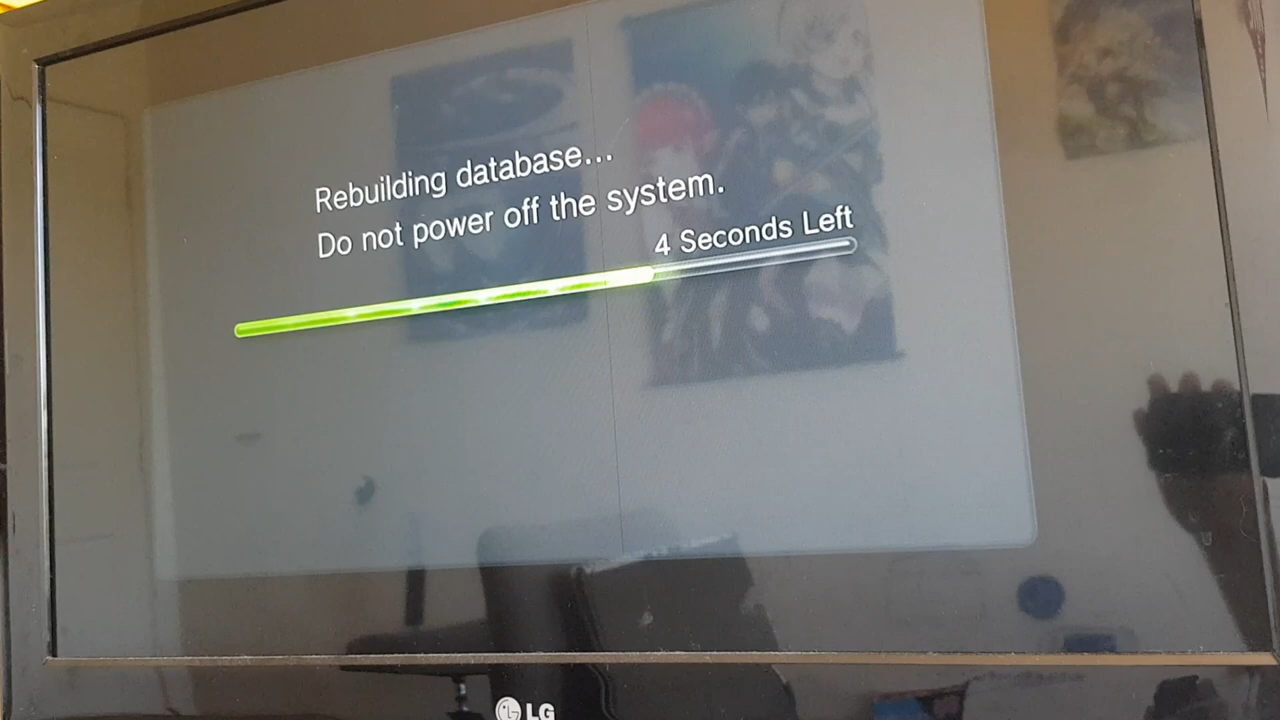 Rebuilding database...
Do not power off the system.
4 Seconds Left
LG